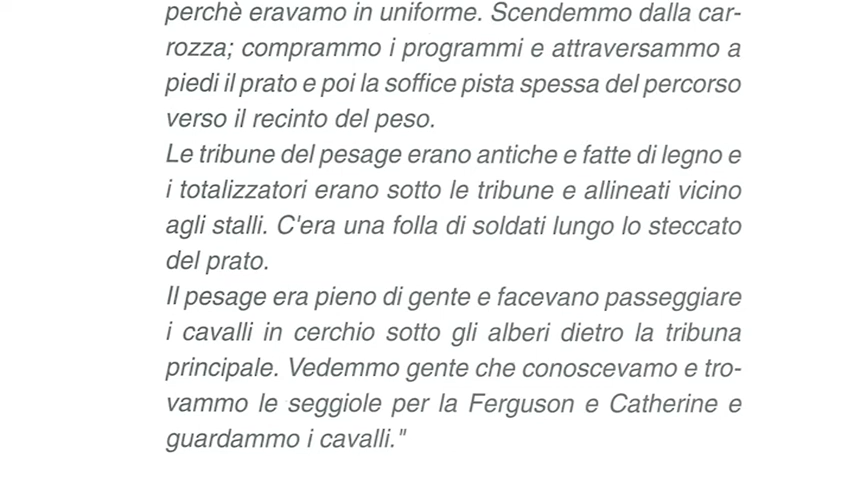 perchè eravamo in uniforme. Scendemmo dalla car-
rozza; comprammo i programmi e attraversammo a
piedi il prato e poi la soffice pista spessa del percorso
verso il recinto del peso.
Le tribune del pesage erano antiche e fatte di legno e
i totalizzatori erano sotto le tribune e allineati vicino
agli stalli. C'era una folla di soldati lungo lo steccato
del prato.
Il pesage era pieno di gente e facevano passeggiare
i cavalli in cerchio sotto gli alberi dietro la tribuna
principale. Vedemmo gente che conoscevamo e tro-
vammo le seggiole per la Ferguson e Catherine e
guardammo i cavalli."